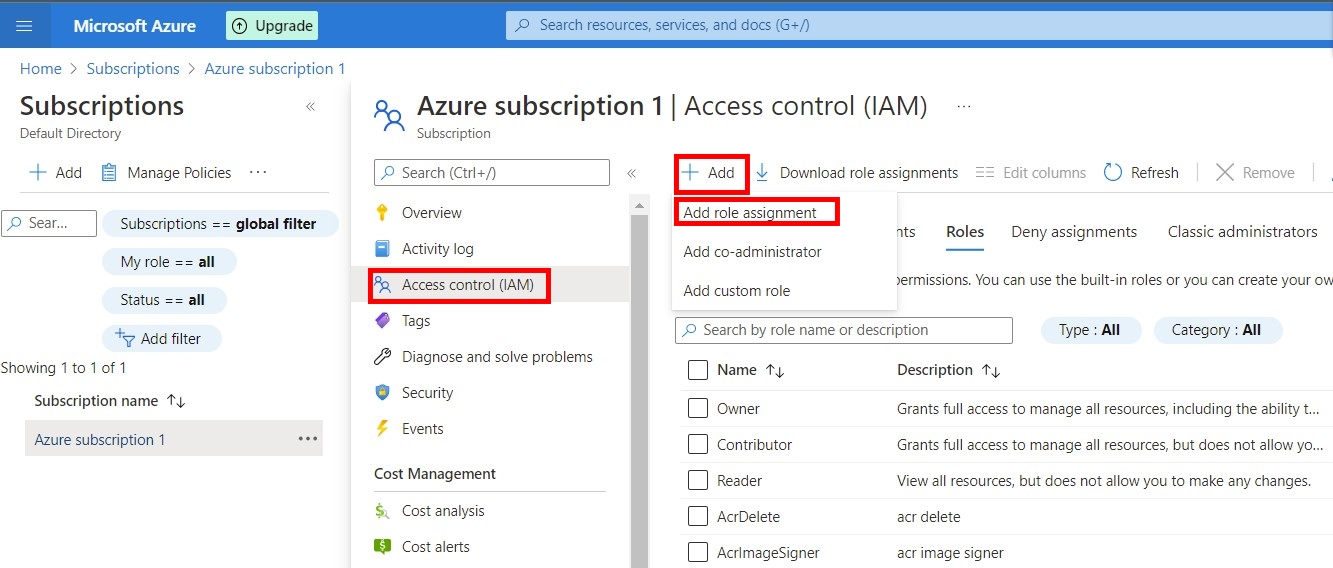 Microsoft Azure
Upgrade
Search resources, services, and docs (G+/)
Home > Subscriptions > Azure subscription 1
Subscriptions
«
Default Directory
+ Add
Manage Policies
...
Sear...
Subscriptions == global filter
My role == all
Status == all
Add filter
Showing 1 to 1 of 1
Subscription name ↑↓
Azure subscription 1
...
Azure subscription 1 | Access control (IAM)
...
Subscription
Search (Ctrl+/)
«
Overview
Activity log
Access control (IAM)
Tags
Diagnose and solve problems
Security
Events
Cost Management
Cost analysis
Cost alerts
+ Add
Download role assignments
Edit columns
Refresh
Remove
Add role assignment
Add co-administrator
Add custom role
nts
Roles
Deny assignments
Classic administrators
permissions. You can use the built-in roles or you can create your ow
Search by role name or description
Type : All
Category : All
Name ↑↓ Description ↑↓
Owner Grants full access to manage all resources, including the ability t...
Contributor Grants full access to manage all resources, but does not allow yo...
Reader View all resources, but does not allow you to make any changes.
AcrDelete acr delete
AcrImageSigner acr image signer